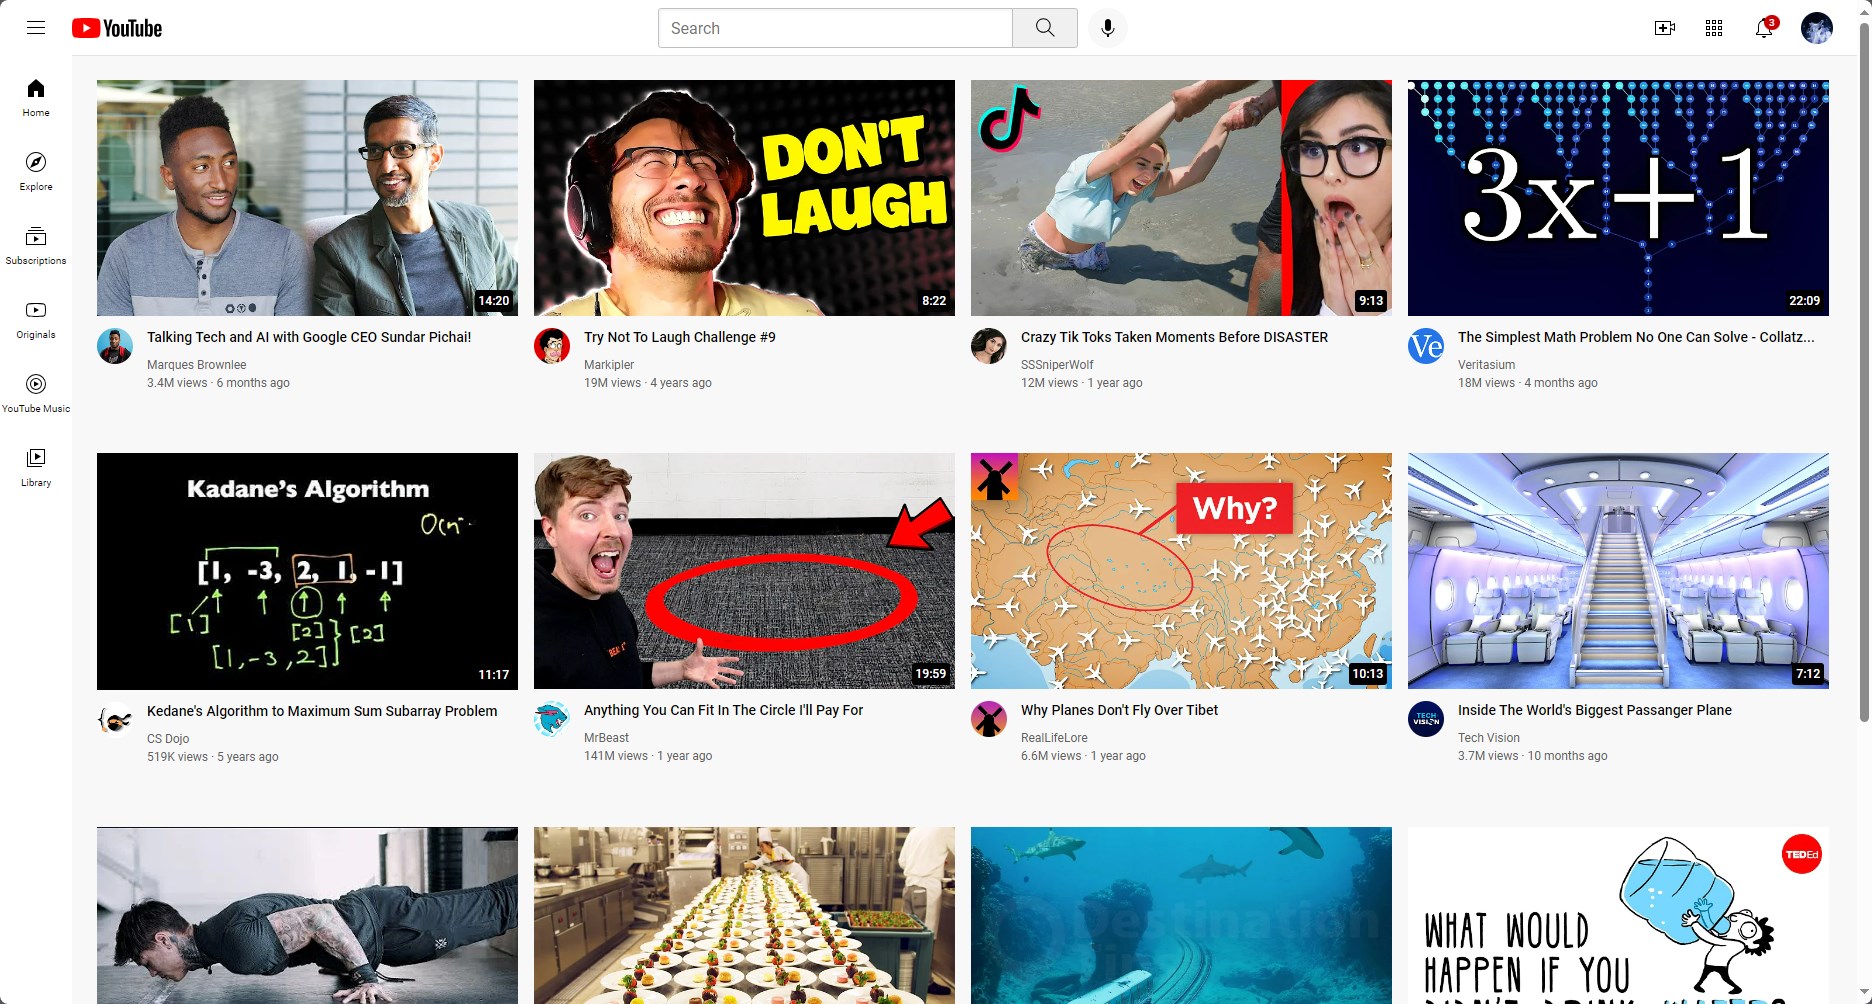 YouTube
Search
3
Home
Explore
Subscriptions
Originals
YouTube Music
Library
14:20
Talking Tech and AI with Google CEO Sundar Pichai!
Marques Brownlee
3.4M views · 6 months ago
DON'T
LAUGH
8:22
Try Not To Laugh Challenge #9
Markipler
19M views · 4 years ago
9:13
Crazy Tik Toks Taken Moments Before DISASTER
SSSniperWolf
12M views · 1 year ago
3x+1
22:09
Ve
The Simplest Math Problem No One Can Solve - Collatz...
Veritasium
18M views · 4 months ago
Kadane's Algorithm
[1, -3, 2, 1, -1]
[1] [2] [2]
[1, -3, 2]
11:17
Kedane's Algorithm to Maximum Sum Subarray Problem
CS Dojo
519K views · 5 years ago
19:59
Anything You Can Fit In The Circle I'll Pay For
MrBeast
141M views · 1 year ago
Why?
10:13
Why Planes Don't Fly Over Tibet
RealLifeLore
6.6M views · 1 year ago
7:12
TECH
VISION
Inside The World's Biggest Passanger Plane
Tech Vision
3.7M views · 10 months ago
TEDEd
WHAT WOULD
HAPPEN IF YOU